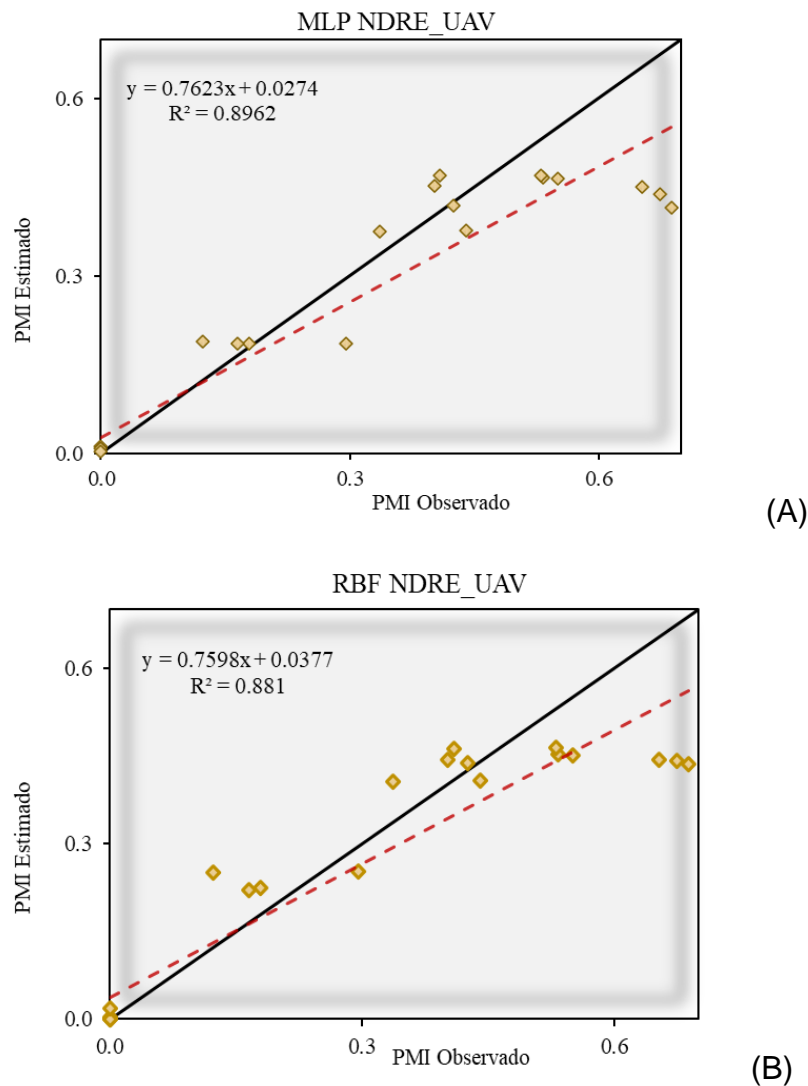 MLP NDRE_UAV
y = 0.7623x + 0.0274
R² = 0.8962
0.6
0.3
0.0
PMI Estimado
0.0
0.3
0.6
PMI Observado
(A)
RBF NDRE_UAV
y = 0.7598x + 0.0377
R² = 0.881
0.6
0.3
0.0
PMI Estimado
0.0
0.3
0.6
PMI Observado
(B)